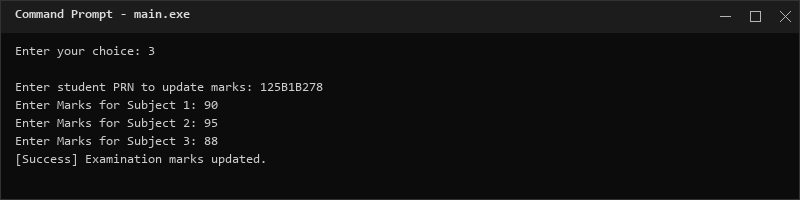 Command Prompt - main.exe
Enter your choice: 3
Enter student PRN to update marks: 125B1B278
Enter Marks for Subject 1: 90
Enter Marks for Subject 2: 95
Enter Marks for Subject 3: 88
[Success] Examination marks updated.